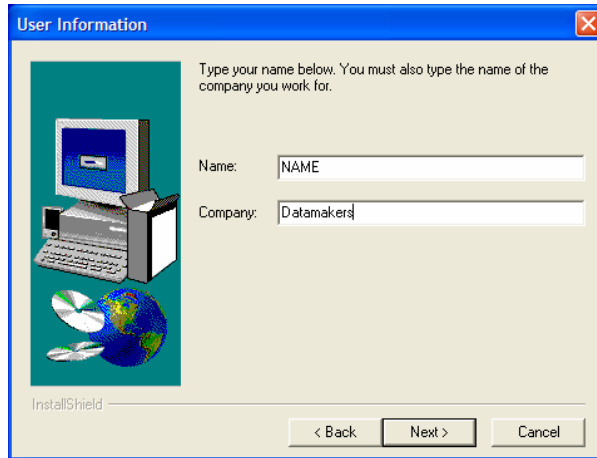 User Information
Type your name below. You must also type the name of the
company you work for.
Name: NAME
Company: Datamakers
InstallShield
< Back Next > Cancel